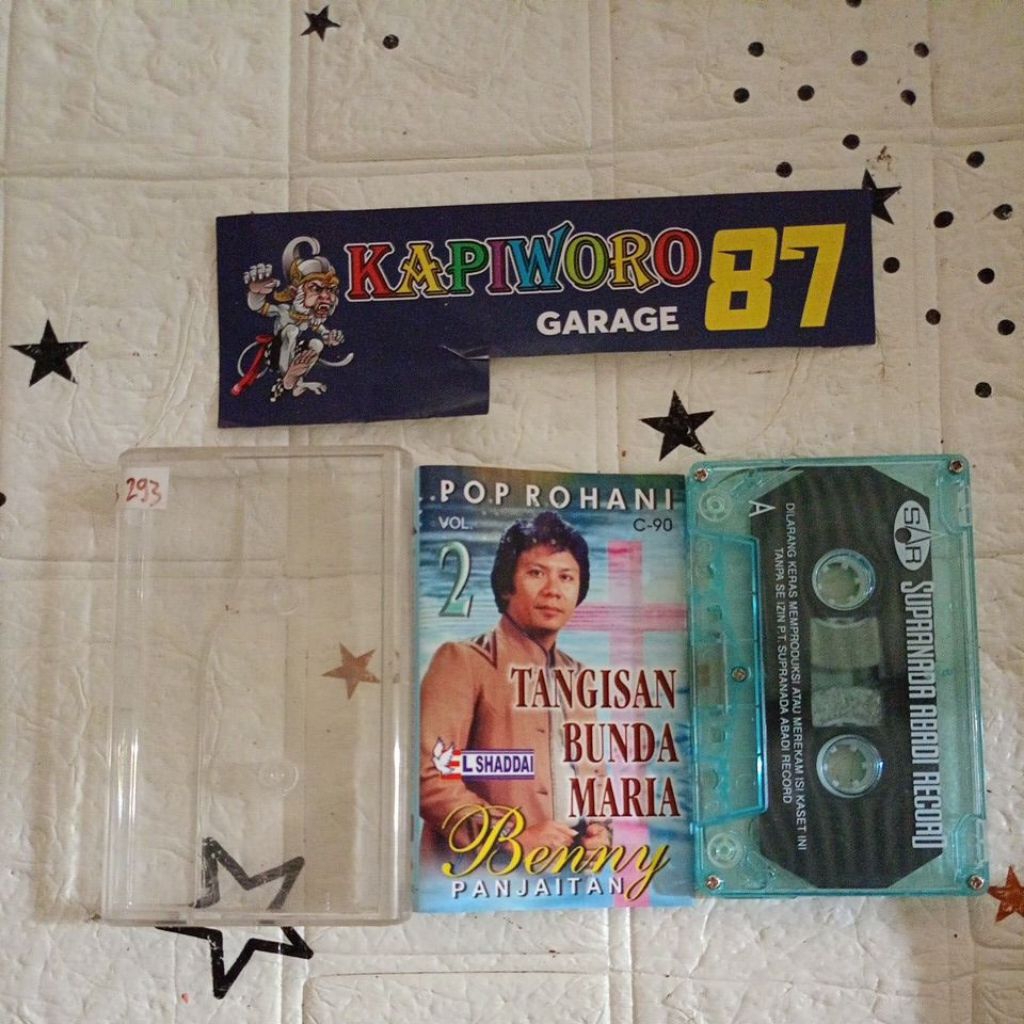 KAPIWORO 87
GARAGE
293
POP ROHANI
VOL. C-90
2
TANGISAN
BUNDA
MARIA
EL SHADDAI
Benny
PANJAITAN
SAR
SUPRANADA ABADI RECORD
A
DILARANG KERAS MEMPRODUKSI ATAU MEREKAM ISI KASET INI
TANPA SE IZIN P.T. SUPRANADA ABADI RECORD